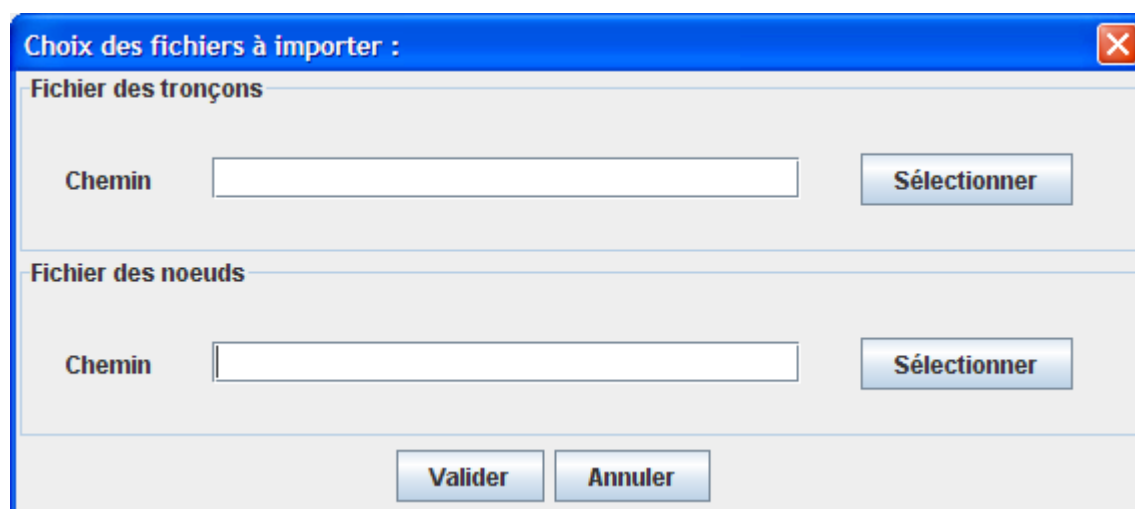 Choix des fichiers à importer :
Fichier des tronçons
Chemin
Sélectionner
Fichier des noeuds
Chemin
Sélectionner
Valider
Annuler